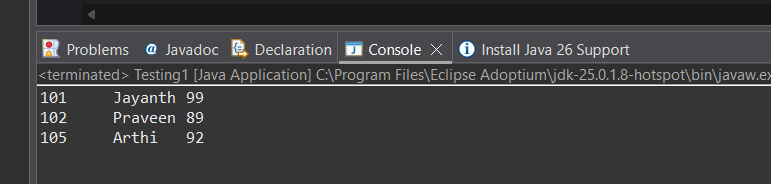 Problems @ Javadoc Declaration Console Install Java 26 Support
<terminated> Testing1 [Java Application] C:\Program Files\Eclipse Adoptium\jdk-25.0.1.8-hotspot\bin\javaw.ex
101 Jayanth 99
102 Praveen 89
105 Arthi 92